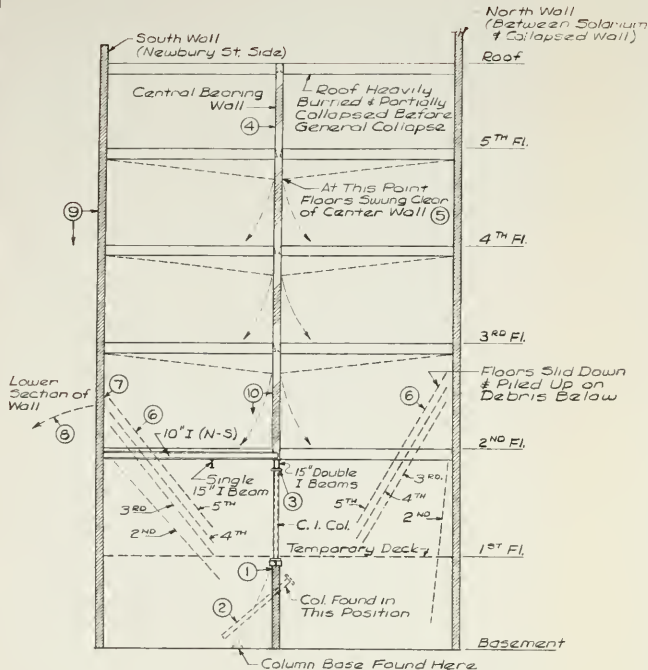 South Wall
(Newbury St. Side)
North Wall
(Between Solarium
& Collapsed Wall)
Roof
Central Bearing
Wall
④
Roof Heavily
Burried & Partially
Collapsed Before
General Collapse
5TH Fl.
At This Point
Floors Swung Clear
of Center Wall ⑤
⑨
4TH Fl.
3RD Fl.
Lower
Section of
Wall
⑧
⑦
⑥
10" I (N-S)
⑩
⑥
Floors Slid Down
& Piled Up on
Debris Below
2ND Fl.
Single
15" I Beam
15" Double
I Beams
③
3RD
5TH
2ND
4TH
C. I. Col.
5TH
4TH
3RD.
2ND
Temporary Deck
1ST Fl.
①
②
Col. Found in
This Position
Basement
Column Base Found Here